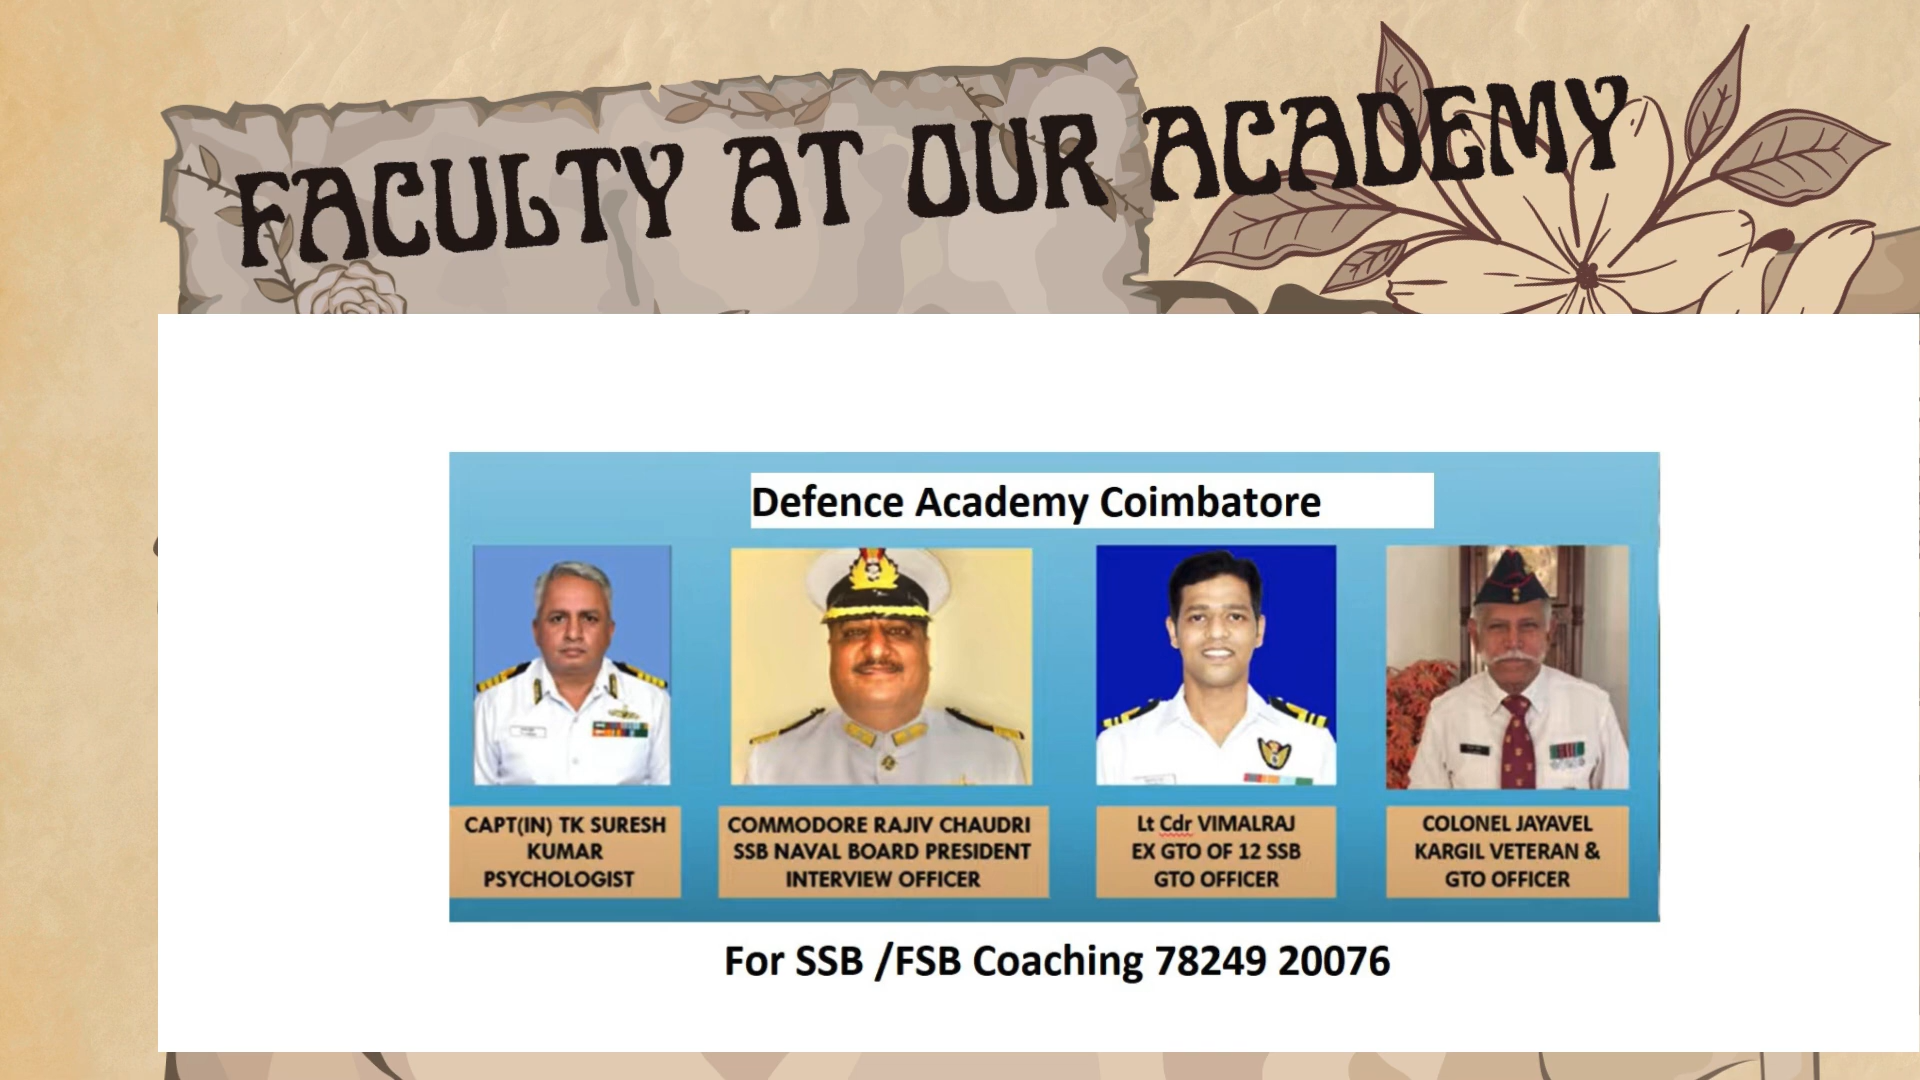 FACULTY AT OUR ACADEMY
Defence Academy Coimbatore
CAPT(IN) TK SURESH
KUMAR
PSYCHOLOGIST
COMMODORE RAJIV CHAUDRI
SSB NAVAL BOARD PRESIDENT
INTERVIEW OFFICER
Lt Cdr VIMALRAJ
EX GTO OF 12 SSB
GTO OFFICER
COLONEL JAYAVEL
KARGIL VETERAN &
GTO OFFICER
For SSB /FSB Coaching 78249 20076